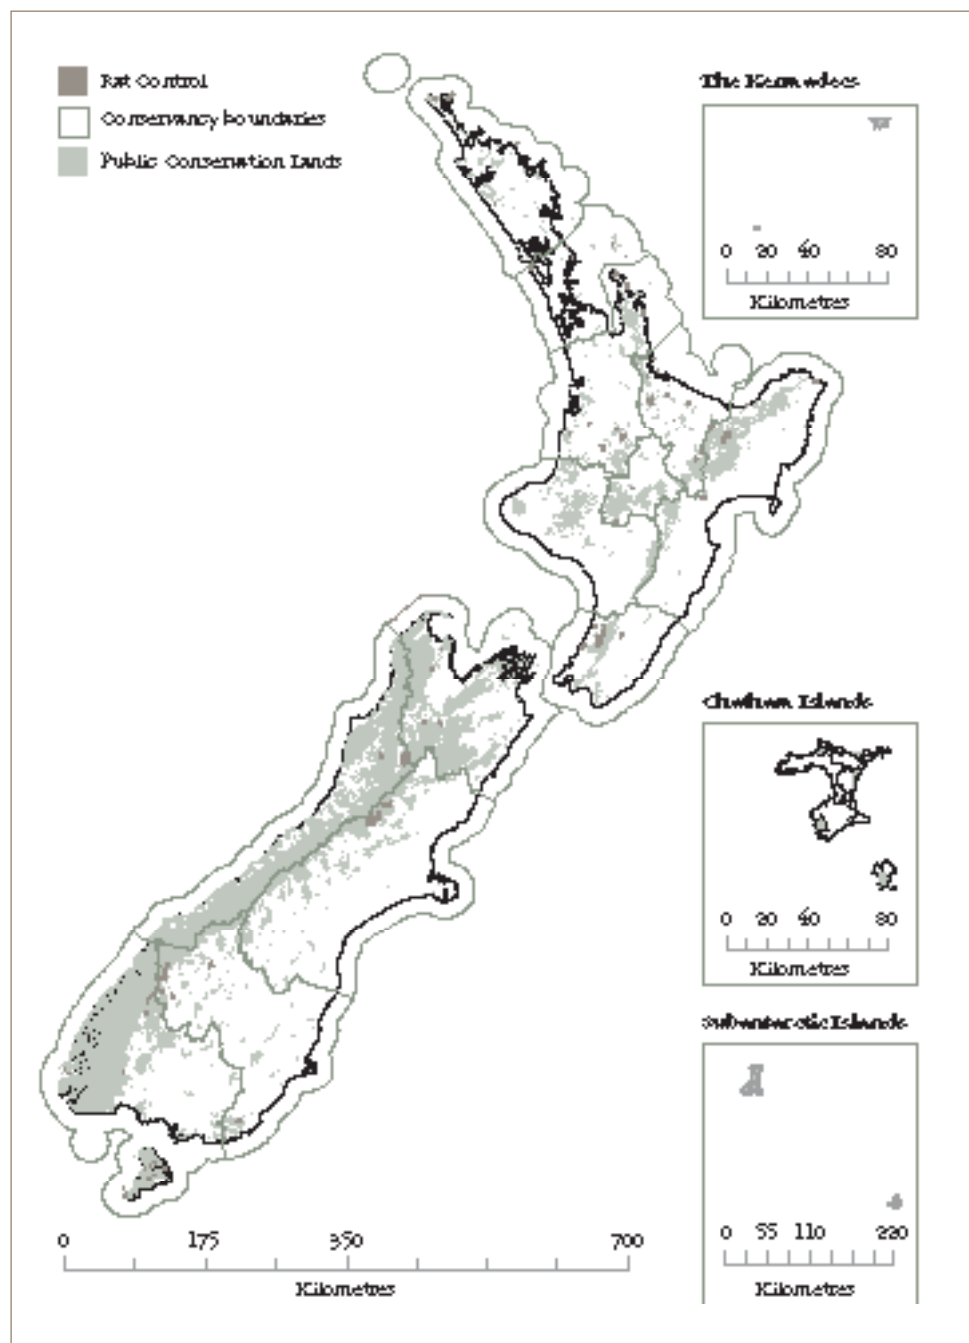 Rat Control
Conservancy boundaries
Public Conservation Lands
The Kermadecs
0 20 40 80
Kilometres
Chatham Islands
0 20 40 80
Kilometres
Subantarctic Islands
0 55 110 220
Kilometres
0 175 350 700
Kilometres